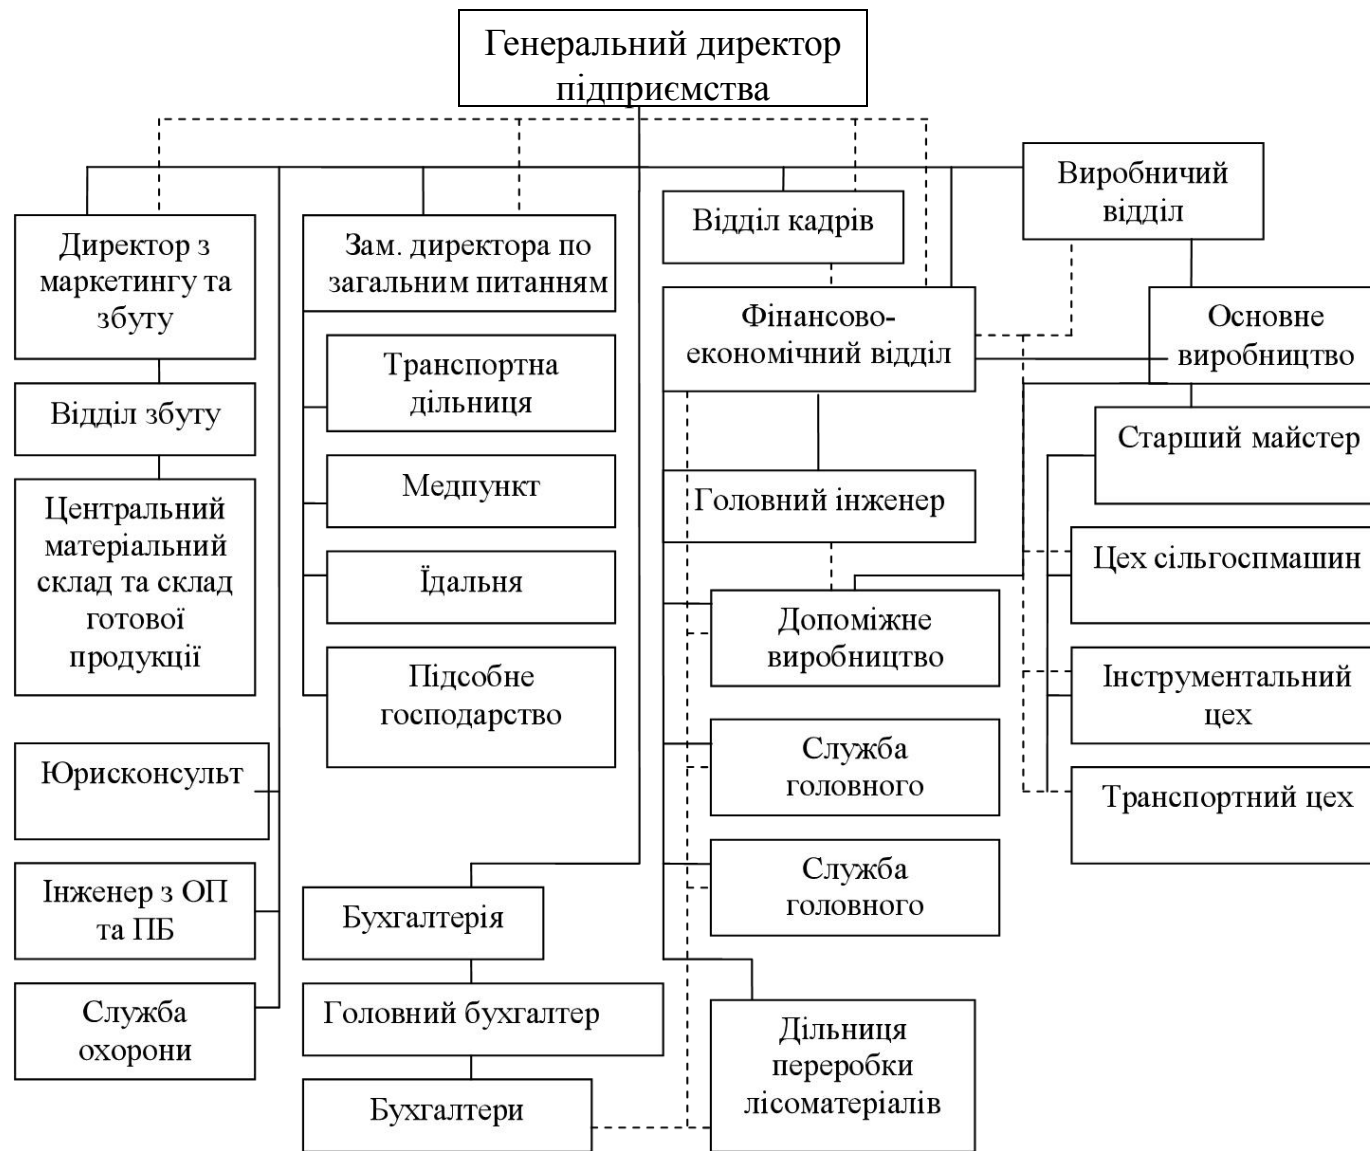 Генеральний директор
підприємства
Виробничий
відділ
Директор з
маркетингу та
збуту
Зам. директора по
загальним питанням
Відділ кадрів
Фінансово-
економічний відділ
Основне
виробництво
Відділ збуту
Транспортна
дільниця
Старший майстер
Центральний
матеріальний
склад та склад
готової
продукції
Медпункт
Головний інженер
Їдальня
Цех сільгоспмашин
Допоміжне
виробництво
Підсобне
господарство
Інструментальний
цех
Юрисконсульт
Служба
головного
Транспортний цех
Інженер з ОП
та ПБ
Бухгалтерія
Служба
головного
Служба
охорони
Головний бухгалтер
Дільниця
переробки
лісоматеріалів
Бухгалтери